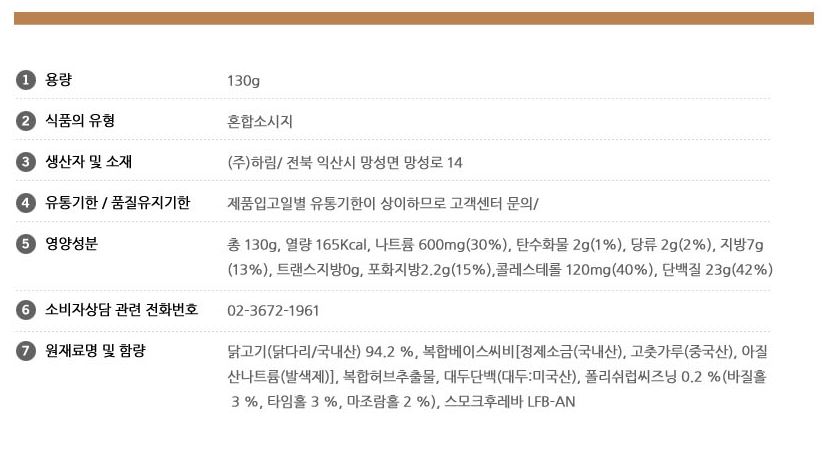 1 용량 130g
2 식품의 유형 혼합소시지
3 생산자 및 소재 (주)하림/ 전북 익산시 망성면 망성로 14
4 유통기한 / 품질유지기한 제품입고일별 유통기한이 상이하므로 고객센터 문의/
5 영양성분 총 130g, 열량 165Kcal, 나트륨 600mg(30%), 탄수화물 2g(1%), 당류 2g(2%), 지방7g
(13%), 트랜스지방0g, 포화지방2.2g(15%),콜레스테롤 120mg(40%), 단백질 23g(42%)
6 소비자상담 관련 전화번호 02-3672-1961
7 원재료명 및 함량 닭고기(닭다리/국내산) 94.2 %, 복합베이스씨비[정제소금(국내산), 고춧가루(중국산), 아질
산나트륨(발색제)], 복합허브추출물, 대두단백(대두:미국산), 폴리쉬럽씨즈닝 0.2 %(바질홀
3 %, 타임홀 3 %, 마조람홀 2 %), 스모크후레바 LFB-AN